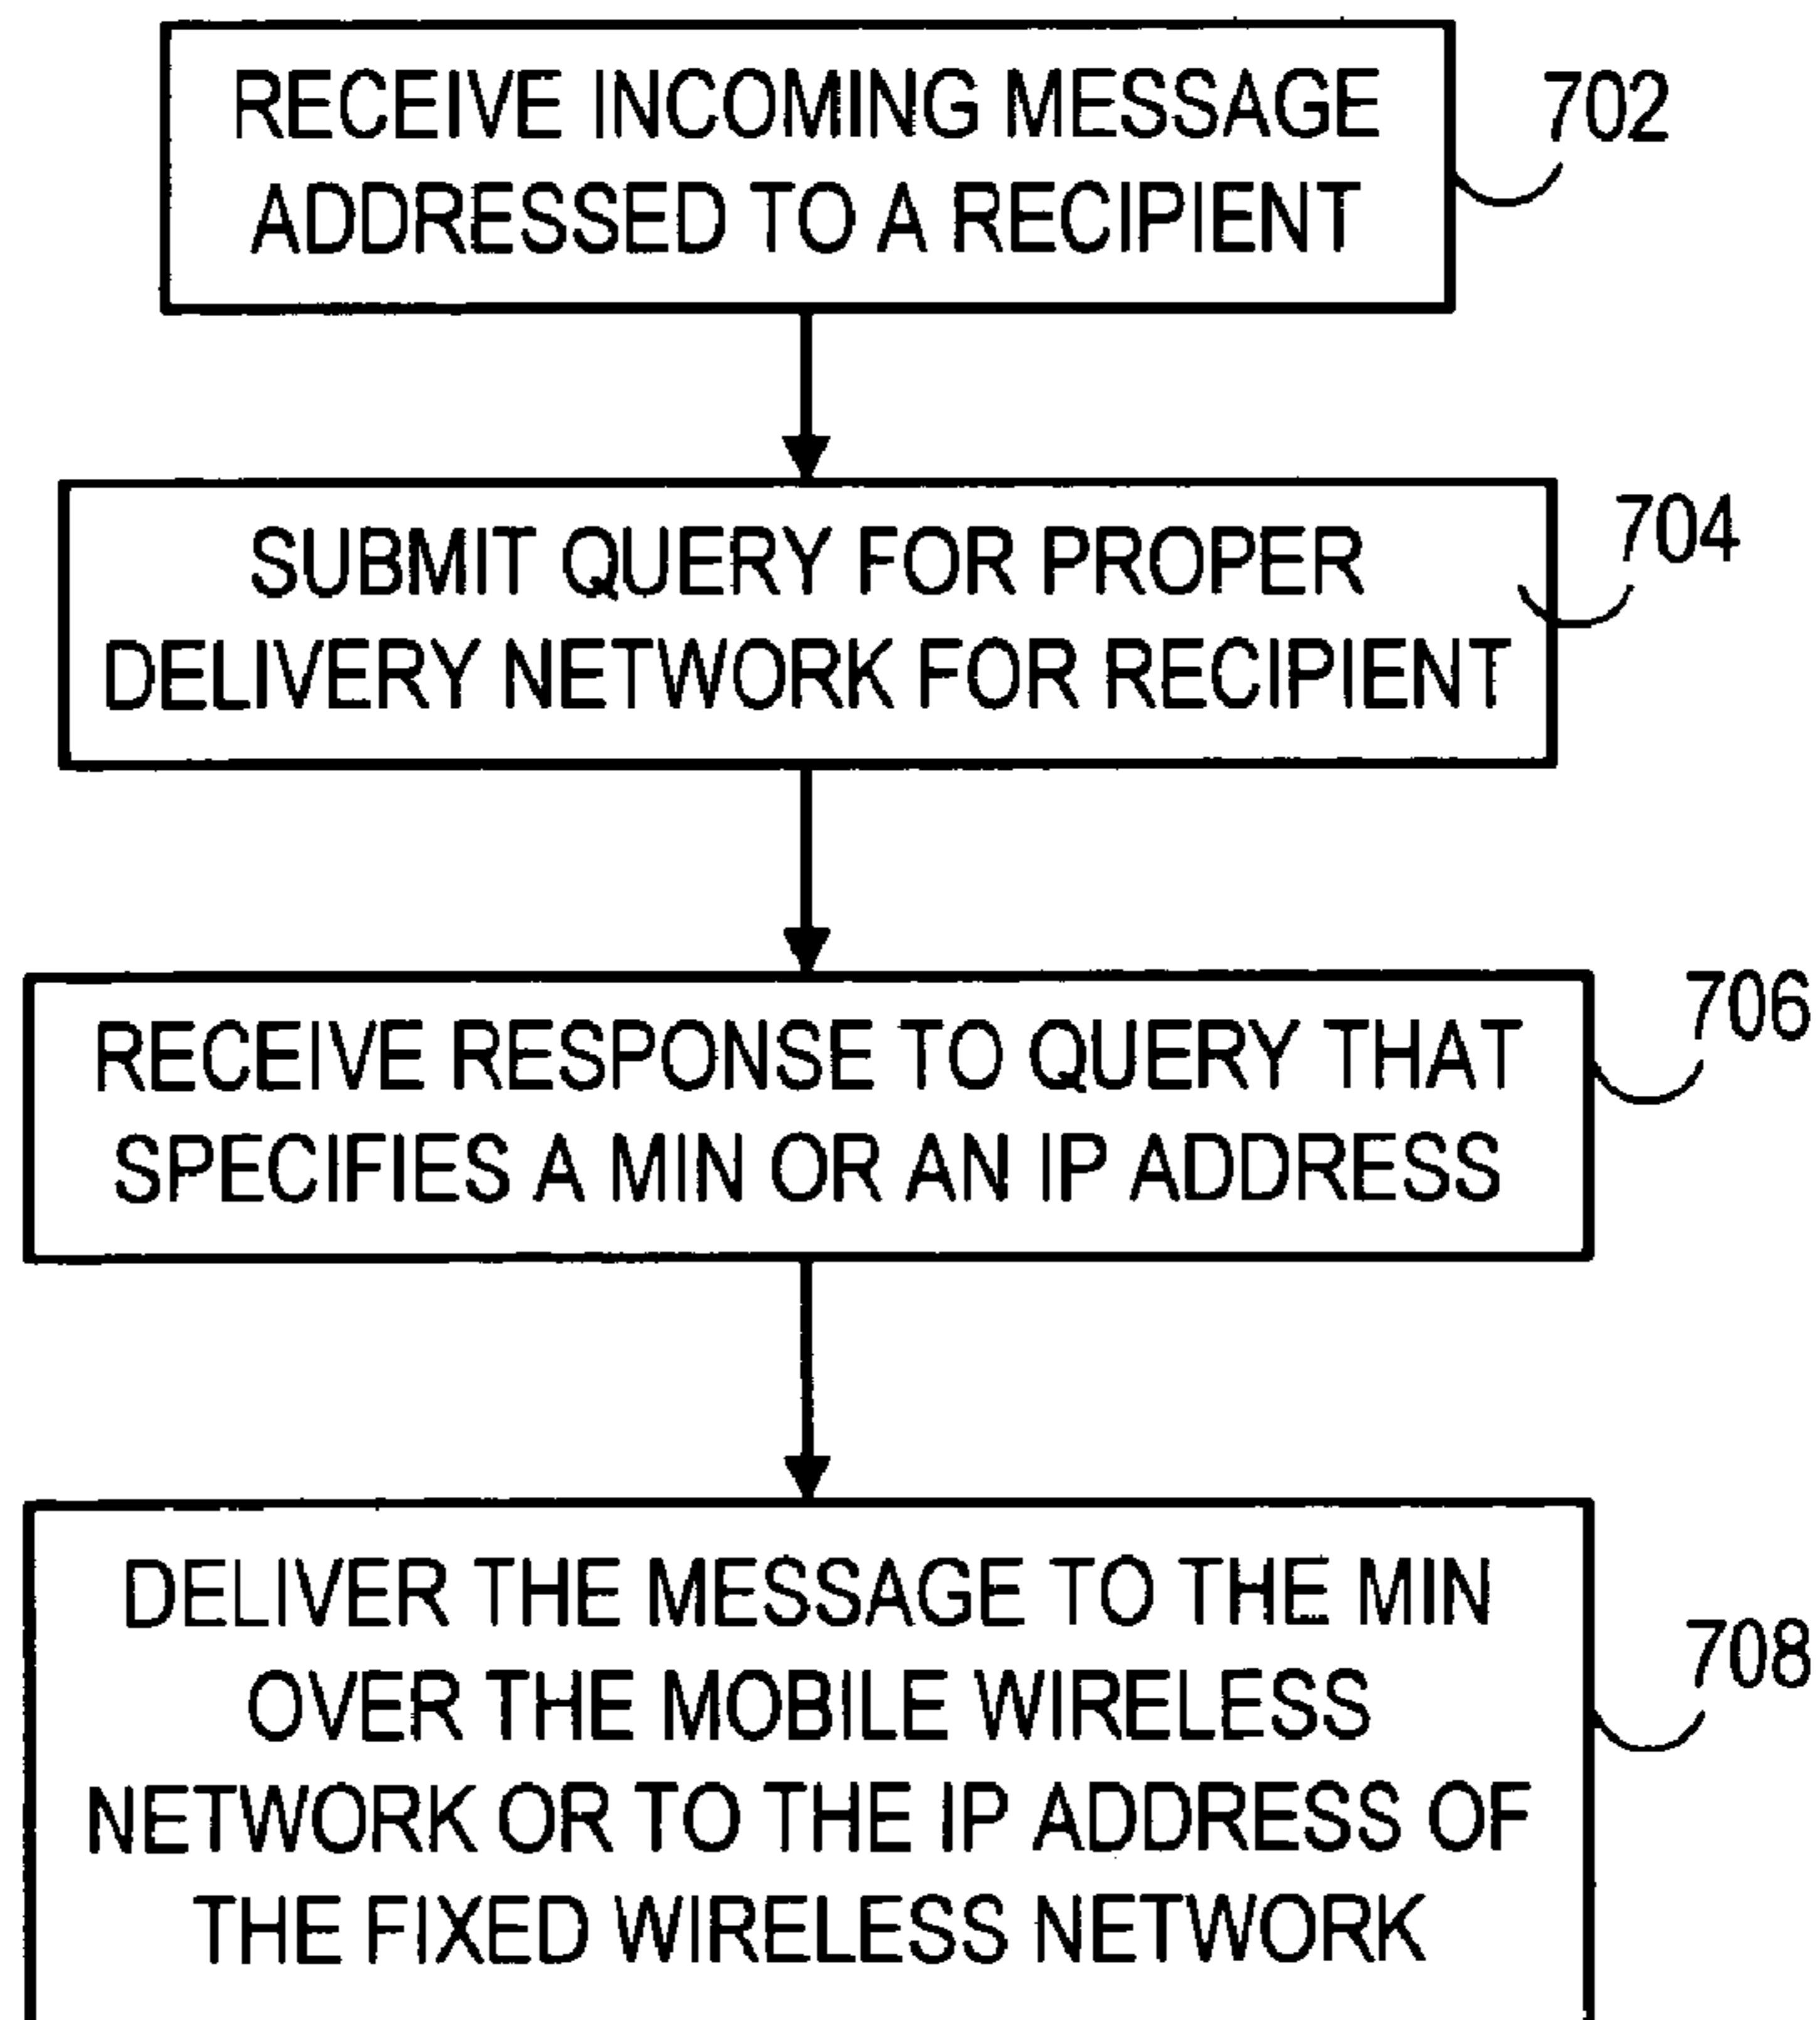 RECEIVE INCOMING MESSAGE
ADDRESSED TO A RECIPIENT
702
SUBMIT QUERY FOR PROPER
DELIVERY NETWORK FOR RECIPIENT
704
RECEIVE RESPONSE TO QUERY THAT
SPECIFIES A MIN OR AN IP ADDRESS
706
DELIVER THE MESSAGE TO THE MIN
OVER THE MOBILE WIRELESS
NETWORK OR TO THE IP ADDRESS OF
THE FIXED WIRELESS NETWORK
708